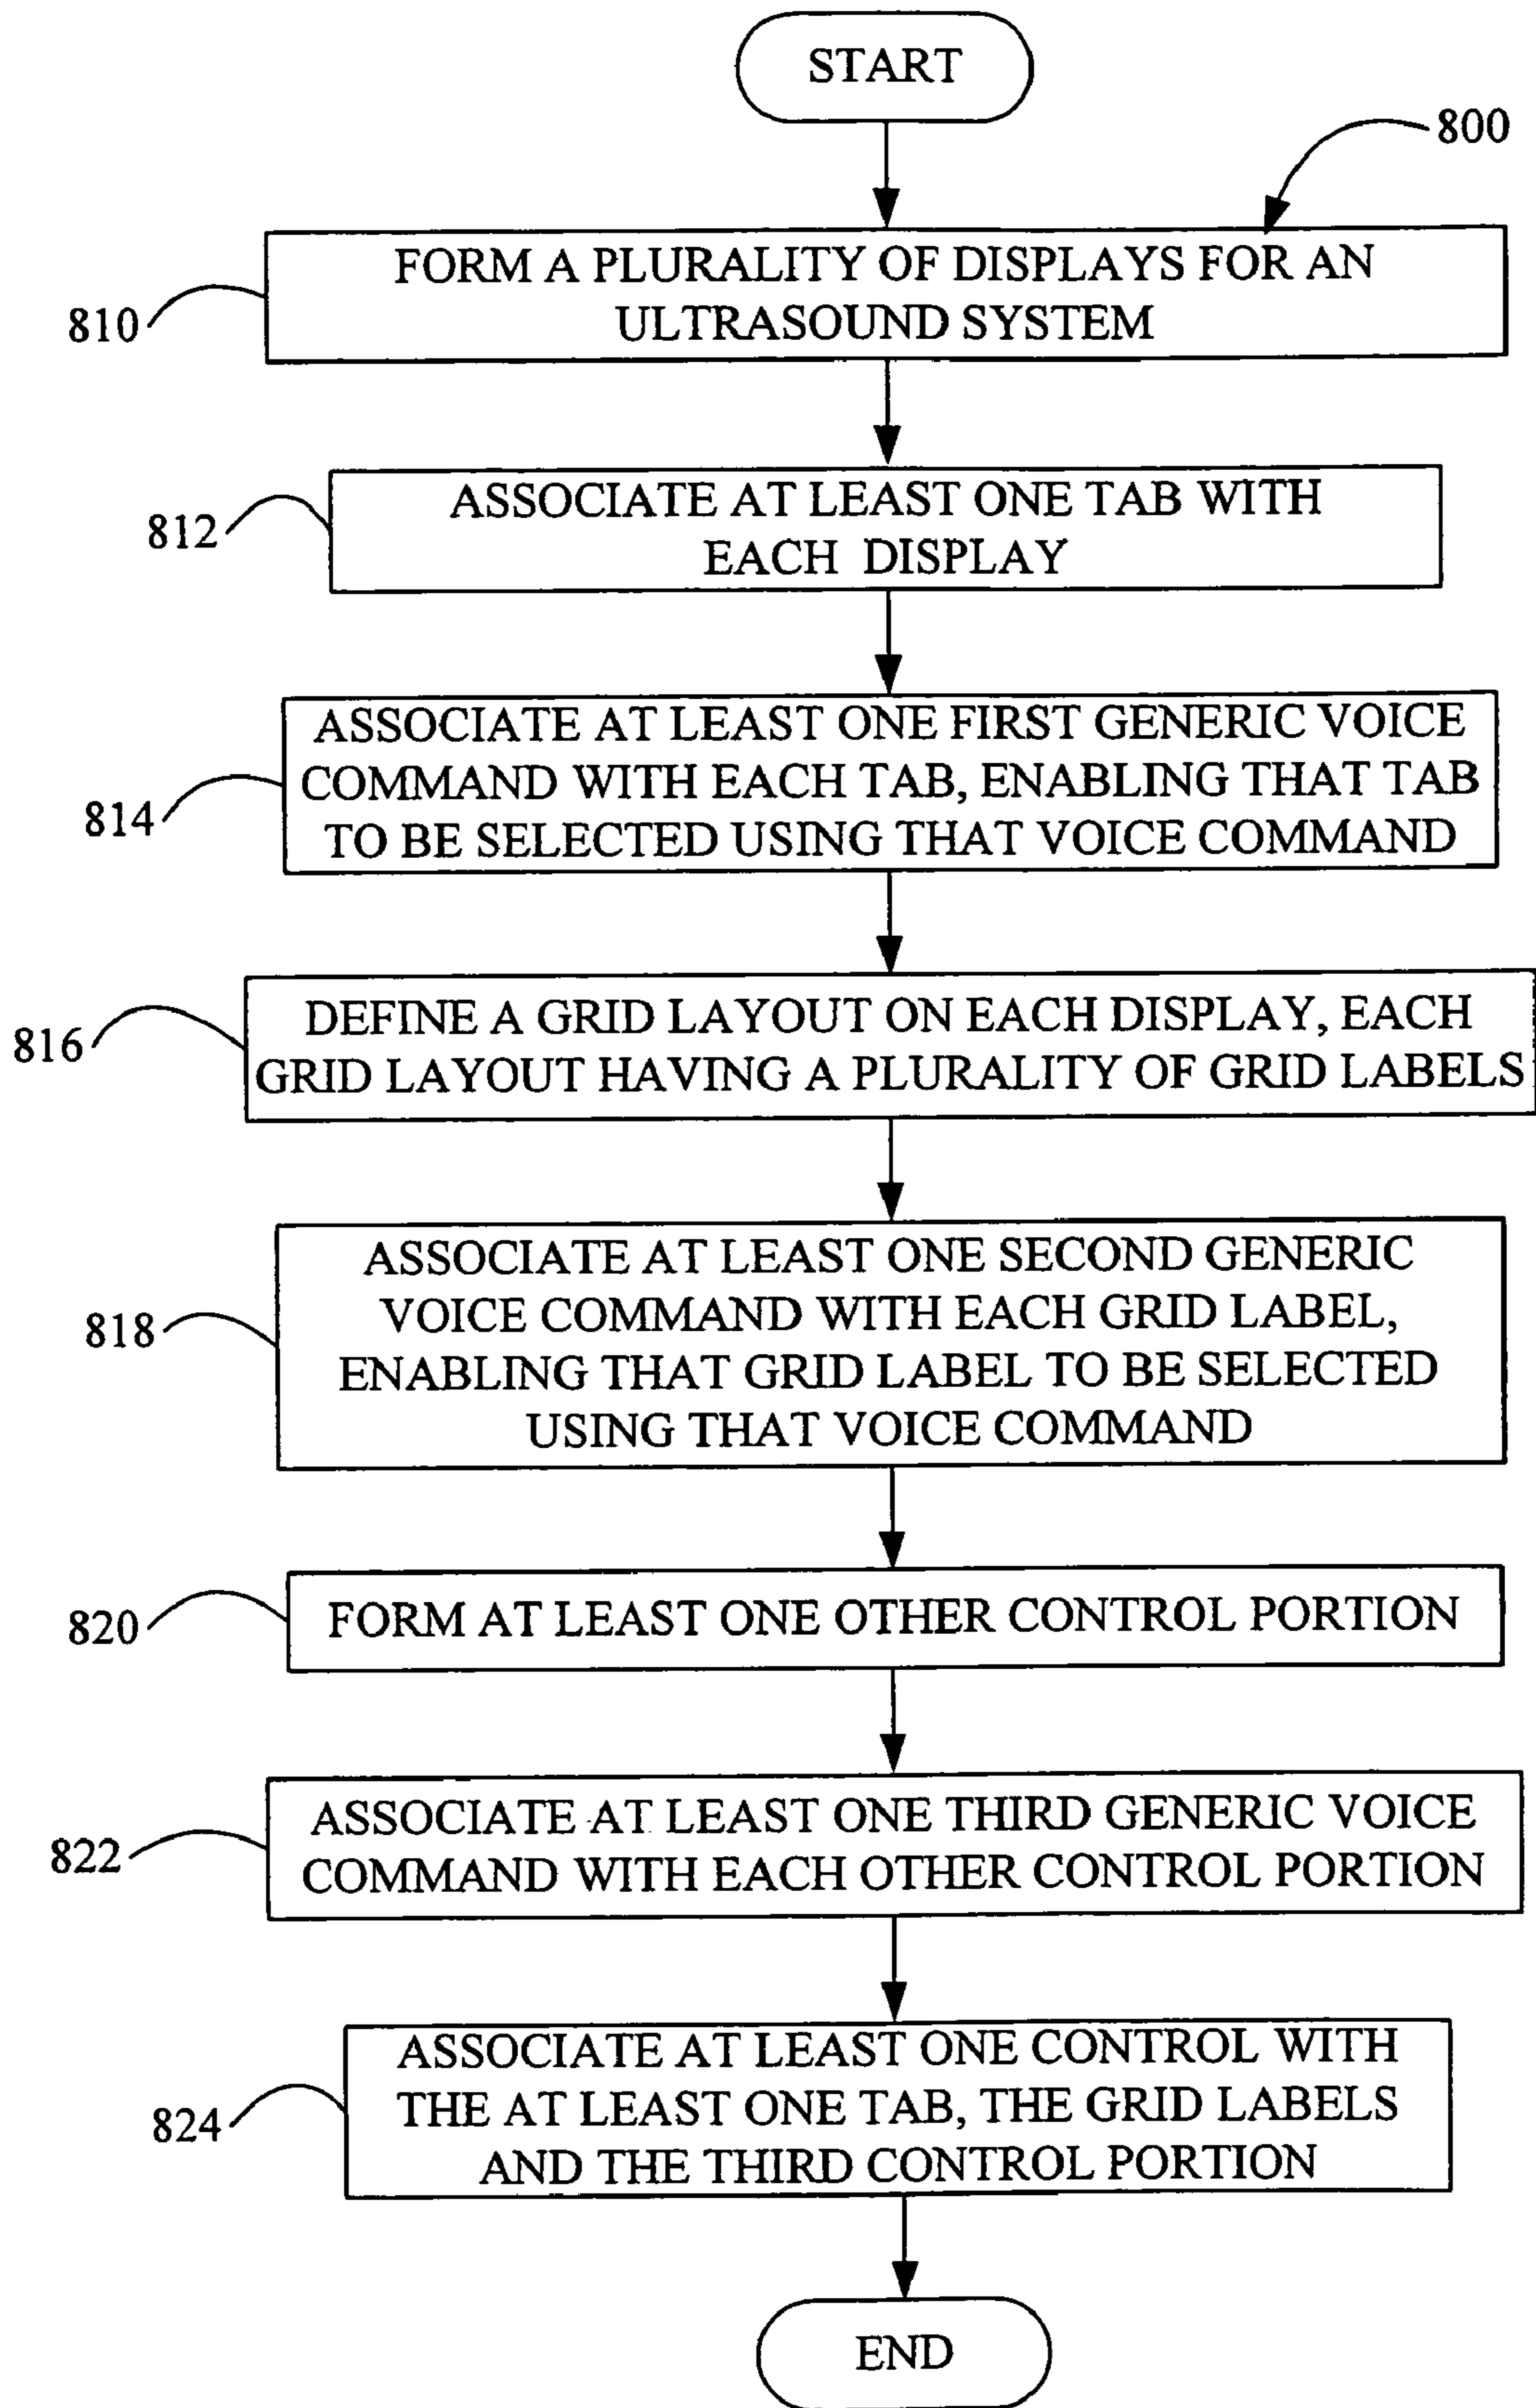 START
800
FORM A PLURALITY OF DISPLAYS FOR AN
ULTRASOUND SYSTEM
810
ASSOCIATE AT LEAST ONE TAB WITH
EACH DISPLAY
812
ASSOCIATE AT LEAST ONE FIRST GENERIC VOICE
COMMAND WITH EACH TAB, ENABLING THAT TAB
TO BE SELECTED USING THAT VOICE COMMAND
814
DEFINE A GRID LAYOUT ON EACH DISPLAY, EACH
GRID LAYOUT HAVING A PLURALITY OF GRID LABELS
816
ASSOCIATE AT LEAST ONE SECOND GENERIC
VOICE COMMAND WITH EACH GRID LABEL,
ENABLING THAT GRID LABEL TO BE SELECTED
USING THAT VOICE COMMAND
818
FORM AT LEAST ONE OTHER CONTROL PORTION
820
ASSOCIATE AT LEAST ONE THIRD GENERIC VOICE
COMMAND WITH EACH OTHER CONTROL PORTION
822
ASSOCIATE AT LEAST ONE CONTROL WITH
THE AT LEAST ONE TAB, THE GRID LABELS
AND THE THIRD CONTROL PORTION
824
END